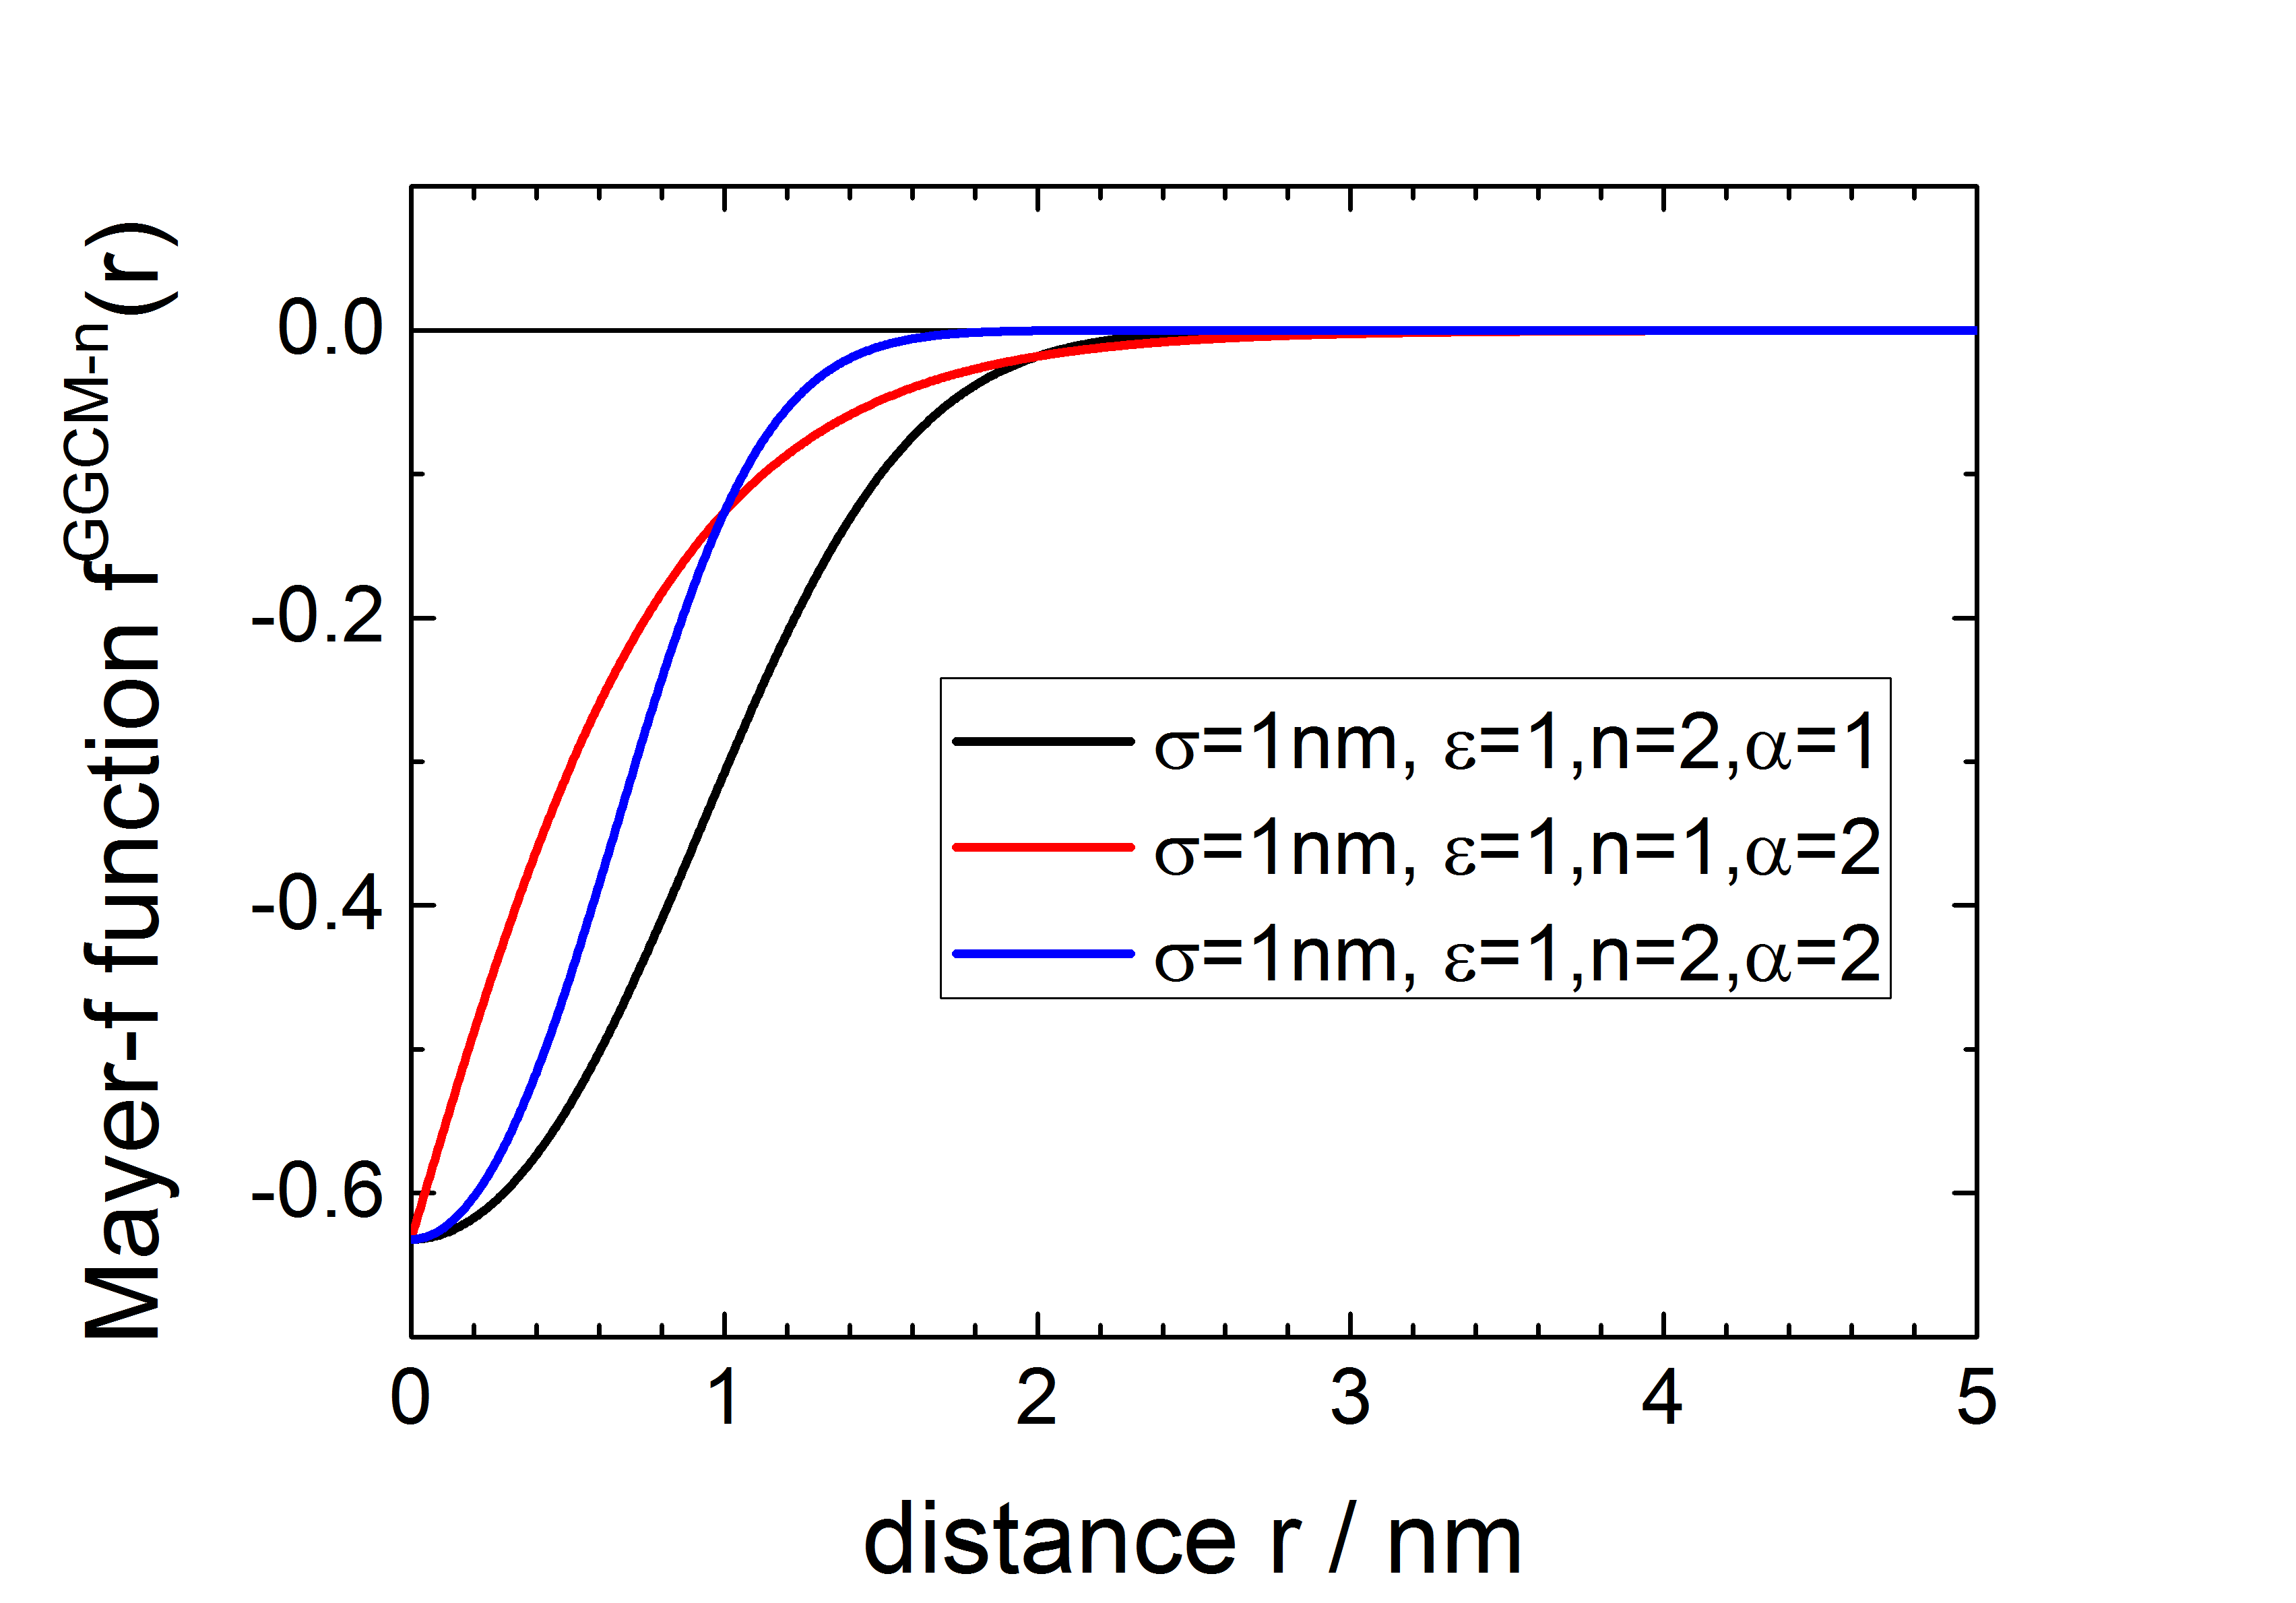 Mayer-f function f^GGCM-n(r)
0.0
-0.2
-0.4
-0.6
σ=1nm, ε=1,n=2,α=1
σ=1nm, ε=1,n=1,α=2
σ=1nm, ε=1,n=2,α=2
0 1 2 3 4 5
distance r / nm